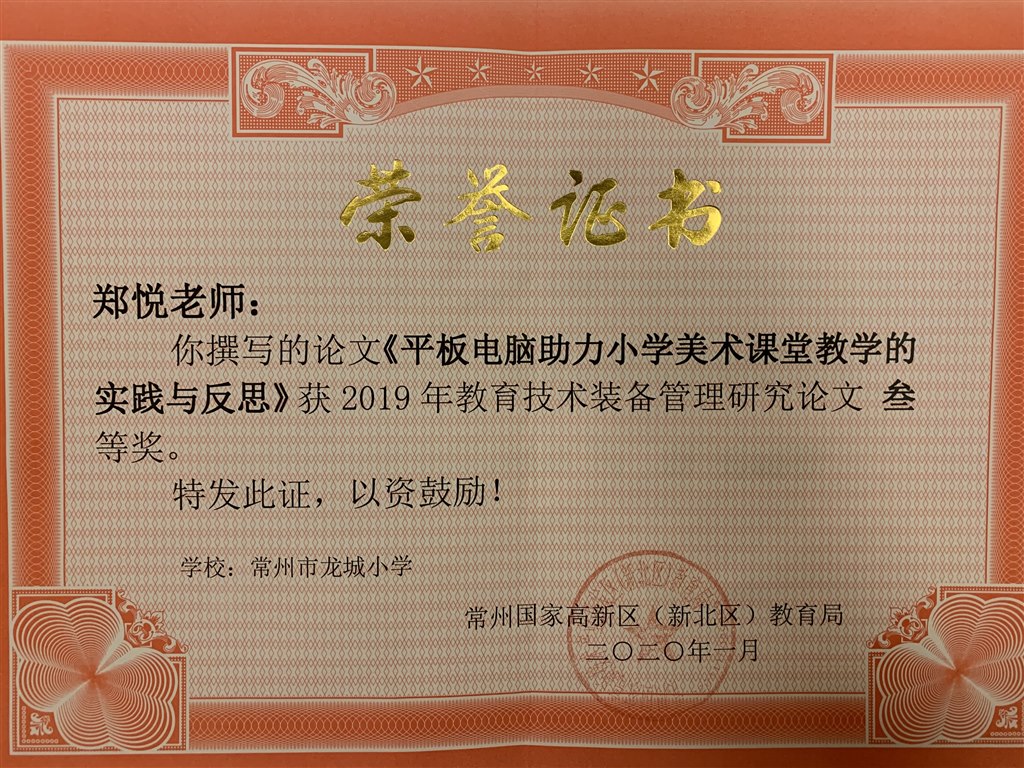 荣誉证书
郑悦老师：
你撰写的论文《平板电脑助力小学美术课堂教学的
实践与反思》获 2019 年教育技术装备管理研究论文 叁
等奖。
特发此证，以资鼓励！
学校：常州市龙城小学
常州国家高新区（新北区）教育局
二〇二〇年一月